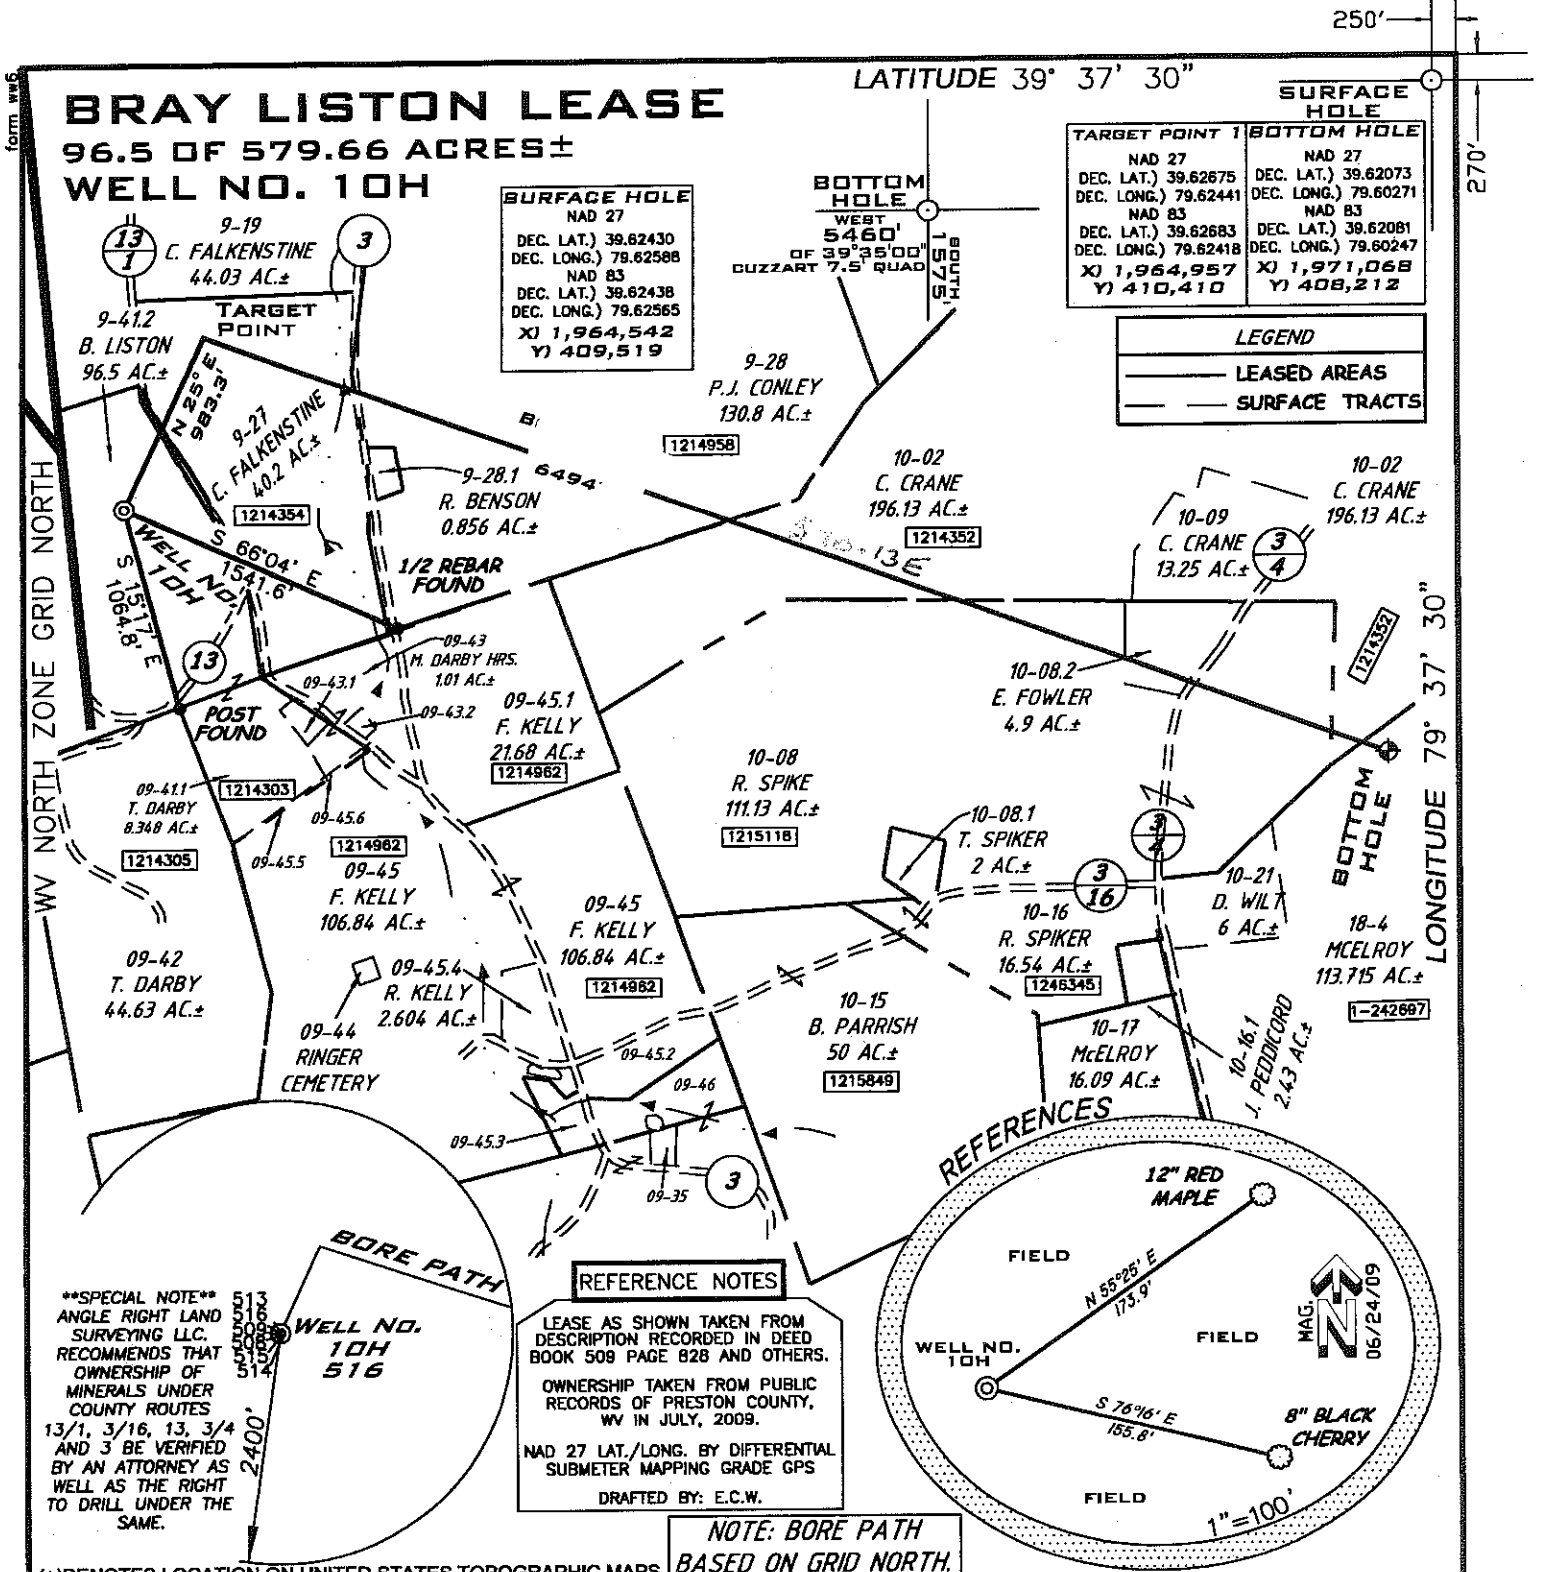 250'
form ww6
LATITUDE 39° 37' 30"
SURFACE
HOLE
270'
BRAY LISTON LEASE
96.5 OF 579.66 ACRES±
WELL NO. 10H
SURFACE HOLE
NAD 27
DEC. LAT.) 39.62430
DEC. LONG.) 79.62588
NAD 83
DEC. LAT.) 39.62438
DEC. LONG.) 79.62565
X) 1,964,542
Y) 409,519
BOTTOM
HOLE
WEST
5460'
OF 39°35'00"
CUZZART 7.5' QUAD
SOUTH
1575'
TARGET POINT 1
NAD 27
DEC. LAT.) 39.62675
DEC. LONG.) 79.62441
NAD 83
DEC. LAT.) 39.62683
DEC. LONG.) 79.62418
X) 1,964,957
Y) 410,410
BOTTOM HOLE
NAD 27
DEC. LAT.) 39.62073
DEC. LONG.) 79.60271
NAD 83
DEC. LAT.) 39.62081
DEC. LONG.) 79.60247
X) 1,971,068
Y) 408,212
LEGEND
LEASED AREAS
SURFACE TRACTS
13
1
9-19
C. FALKENSTINE
44.03 AC.±
3
TARGET
POINT
9-41.2
B. LISTON
96.5 AC.±
N 25° E
983.3'
9-27
C. FALKENSTINE
40.2 AC.±
1214354
9-28
P.J. CONLEY
130.8 AC.±
1214958
9-28.1
R. BENSON
0.856 AC.±
6494'
10-02
C. CRANE
196.13 AC.±
1214352
10-02
C. CRANE
196.13 AC.±
10-09
C. CRANE
13.25 AC.±
3
4
1214352
WV NORTH ZONE GRID NORTH
WELL NO.
10H
S 66°04' E
1541.6'
S 15°17' E
1064.8'
1/2 REBAR
FOUND
13
POST
FOUND
09-43
M. DARBY HRS.
1.01 AC.±
09-43.1
09-43.2
09-45.1
F. KELLY
21.68 AC.±
1214962
10-08.2
E. FOWLER
4.9 AC.±
10-08
R. SPIKE
111.13 AC.±
1215118
10-08.1
T. SPIKER
2 AC.±
3
4
3
16
BOTTOM
HOLE
LONGITUDE 79° 37' 30"
09-41.1
T. DARBY
8.348 AC.±
1214303
1214305
09-45.6
09-45.5
1214962
09-45
F. KELLY
106.84 AC.±
09-45
F. KELLY
106.84 AC.±
1214962
10-16
R. SPIKER
16.54 AC.±
1246345
10-21
D. WILT
6 AC.±
18-4
MCELROY
113.715 AC.±
1-242697
09-42
T. DARBY
44.63 AC.±
09-45.4
R. KELLY
2.604 AC.±
09-44
RINGER
CEMETERY
10-15
B. PARRISH
50 AC.±
1215849
10-17
McELROY
16.09 AC.±
10-16.1
J. PEDDICORD
2.43 AC.±
09-45.2
09-46
09-45.3
09-35
3
REFERENCES
12" RED
MAPLE
FIELD
N 55°25' E
173.9'
WELL NO.
10H
FIELD
MAG.
N
06/24/09
S 76°16' E
155.8'
8" BLACK
CHERRY
FIELD
1"=100'
BORE PATH
WELL NO.
10H
516
513
516
514
2400'
**SPECIAL NOTE**
ANGLE RIGHT LAND
SURVEYING LLC.
RECOMMENDS THAT
OWNERSHIP OF
MINERALS UNDER
COUNTY ROUTES
13/1, 3/16, 13, 3/4
AND 3 BE VERIFIED
BY AN ATTORNEY AS
WELL AS THE RIGHT
TO DRILL UNDER THE
SAME.
REFERENCE NOTES
LEASE AS SHOWN TAKEN FROM
DESCRIPTION RECORDED IN DEED
BOOK 509 PAGE 828 AND OTHERS.
OWNERSHIP TAKEN FROM PUBLIC
RECORDS OF PRESTON COUNTY,
WV IN JULY, 2009.
NAD 27 LAT./LONG. BY DIFFERENTIAL
SUBMETER MAPPING GRADE GPS
DRAFTED BY: E.C.W.
NOTE: BORE PATH
BASED ON GRID NORTH.
DENOTES LOCATION ON UNITED STATES TOPOGRAPHIC MAPS